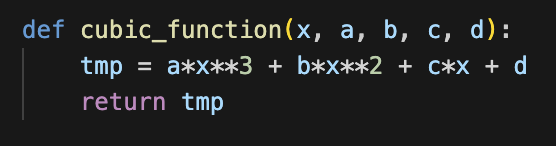 def cubic_function(x, a, b, c, d):
    tmp = a*x**3 + b*x**2 + c*x + d
    return tmp